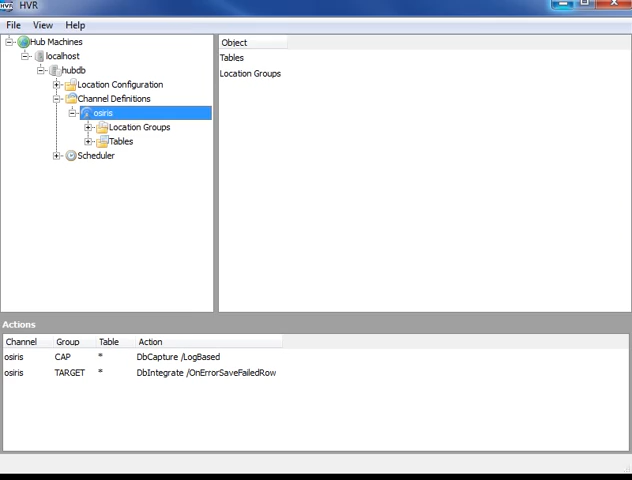 HVR HVR
File View Help
Hub Machines
localhost
hubdb
Location Configuration
Channel Definitions
osiris
Location Groups
Tables
Scheduler
Object
Tables
Location Groups
Actions
Channel Group Table Action
osiris CAP * DbCapture /LogBased
osiris TARGET * DbIntegrate /OnErrorSaveFailedRow